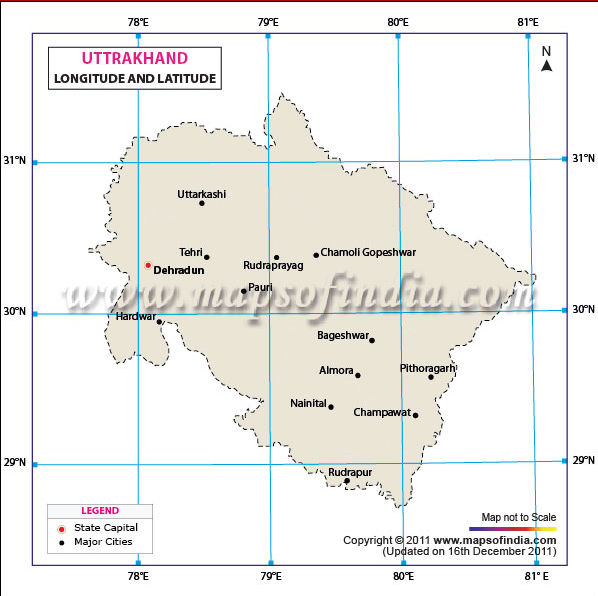 78°E 79°E 80°E 81°E
UTTRAKHAND
LONGITUDE AND LATITUDE
N
31°N 31°N
Uttarkashi
Tehri
Chamoli Gopeshwar
Rudraprayag
Dehradun
Pauri
www.mapsofindia.com
30°N 30°N
Hardwar
Bageshwar
Almora
Pithoragarh
Nainital
Champawat
29°N 29°N
Rudrapur
LEGEND
State Capital
Major Cities
Map not to Scale
Copyright © 2011 www.mapsofindia.com
(Updated on 16th December 2011)
78°E 79°E 80°E 81°E